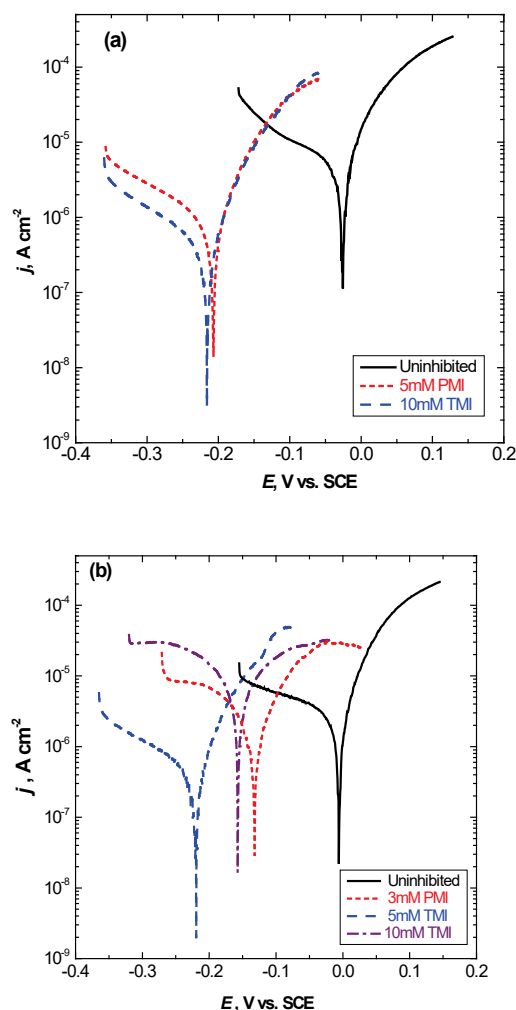 (a)
10⁻⁴
10⁻⁵
10⁻⁶
10⁻⁷
10⁻⁸
10⁻⁹
j, A cm⁻²
Uninhibited
5mM PMI
10mM TMI
-0.4 -0.3 -0.2 -0.1 0.0 0.1 0.2
E, V vs. SCE
(b)
10⁻³
10⁻⁴
10⁻⁵
10⁻⁶
10⁻⁷
10⁻⁸
10⁻⁹
j , A cm⁻²
Uninhibited
3mM PMI
5mM TMI
10mM TMI
-0.4 -0.3 -0.2 -0.1 0.0 0.1 0.2
E , V vs. SCE